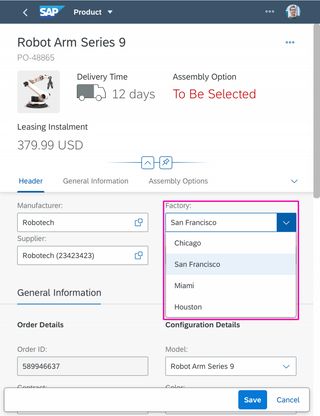 SAP Product
Robot Arm Series 9
PO-48865
Delivery Time
12 days
Assembly Option
To Be Selected
Leasing Instalment
379.99 USD
Header General Information Assembly Options
Manufacturer:
Robotech
Supplier:
Robotech (23423423)
Factory:
San Francisco
Chicago
San Francisco
Miami
Houston
General Information
Order Details
Order ID:
589946637
Configuration Details
Model:
Robot Arm Series 9
Save Cancel